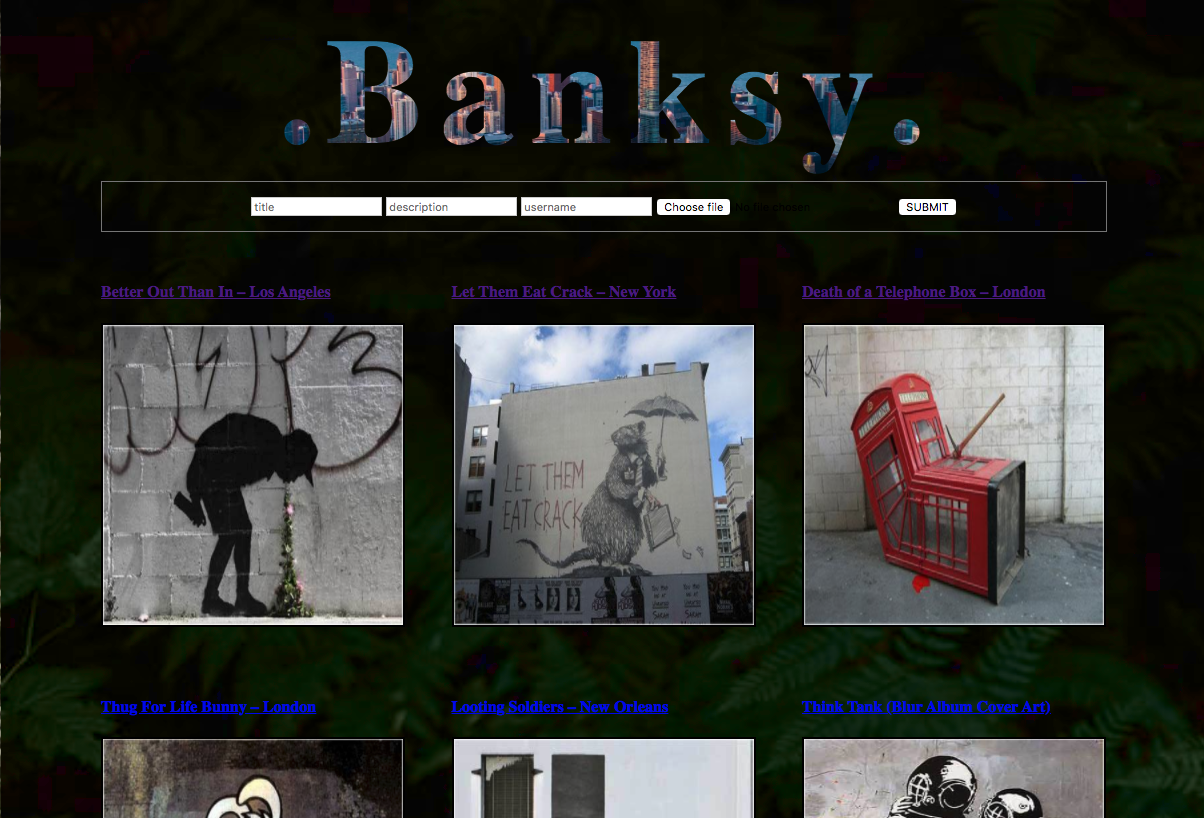 .Banksy.
title description username Choose file No file chosen SUBMIT
Better Out Than In – Los Angeles
Let Them Eat Crack – New York
Death of a Telephone Box – London
LET THEM
EAT CRACK
TELEPHONE
TELEPHONE
Thug For Life Bunny – London
Looting Soldiers – New Orleans
Think Tank (Blur Album Cover Art)